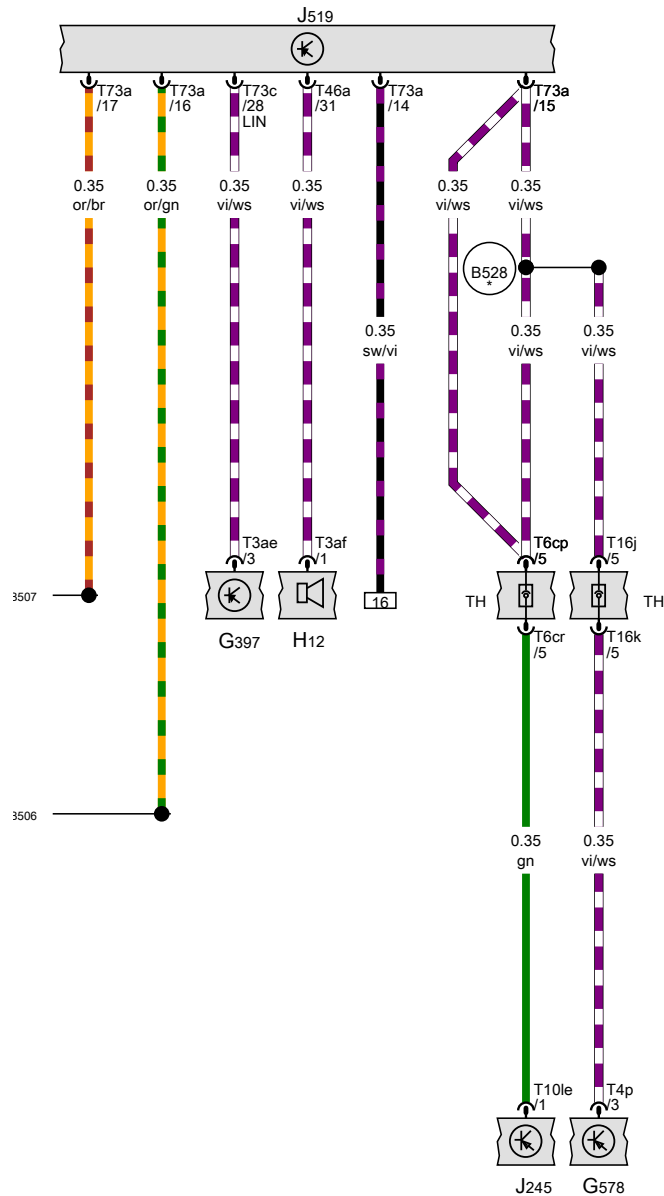 J519
T73a
/17
T73a
/16
T73c
/28
LIN
T46a
/31
T73a
/14
T73a
/15
0.35
or/br
0.35
or/gn
0.35
vi/ws
0.35
vi/ws
0.35
vi/ws
0.35
vi/ws
B528
*
0.35
sw/vi
0.35
vi/ws
0.35
vi/ws
T3ae
/3
T3af
/1
T6cp
/5
T16j
/5
3507
16
TH
TH
G397
H12
T6cr
/5
T16k
/5
3506
0.35
gn
0.35
vi/ws
T10le
/1
T4p
/3
J245
G578